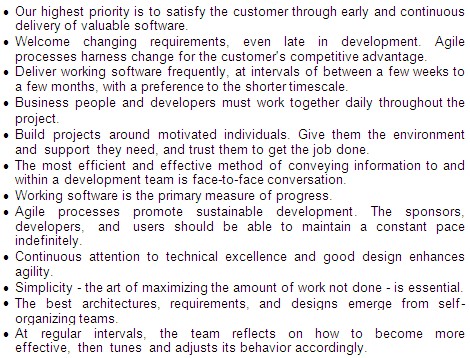 • Our highest priority is to satisfy the customer through early and continuous
delivery of valuable software.
• Welcome changing requirements, even late in development. Agile
processes harness change for the customer's competitive advantage.
• Deliver working software frequently, at intervals of between a few weeks to
a few months, with a preference to the shorter timescale.
• Business people and developers must work together daily throughout the
project.
• Build projects around motivated individuals. Give them the environment
and support they need, and trust them to get the job done.
• The most efficient and effective method of conveying information to and
within a development team is face-to-face conversation.
• Working software is the primary measure of progress.
• Agile processes promote sustainable development. The sponsors,
developers, and users should be able to maintain a constant pace
indefinitely.
• Continuous attention to technical excellence and good design enhances
agility.
• Simplicity - the art of maximizing the amount of work not done - is essential.
• The best architectures, requirements, and designs emerge from self-
organizing teams.
• At regular intervals, the team reflects on how to become more
effective, then tunes and adjusts its behavior accordingly.